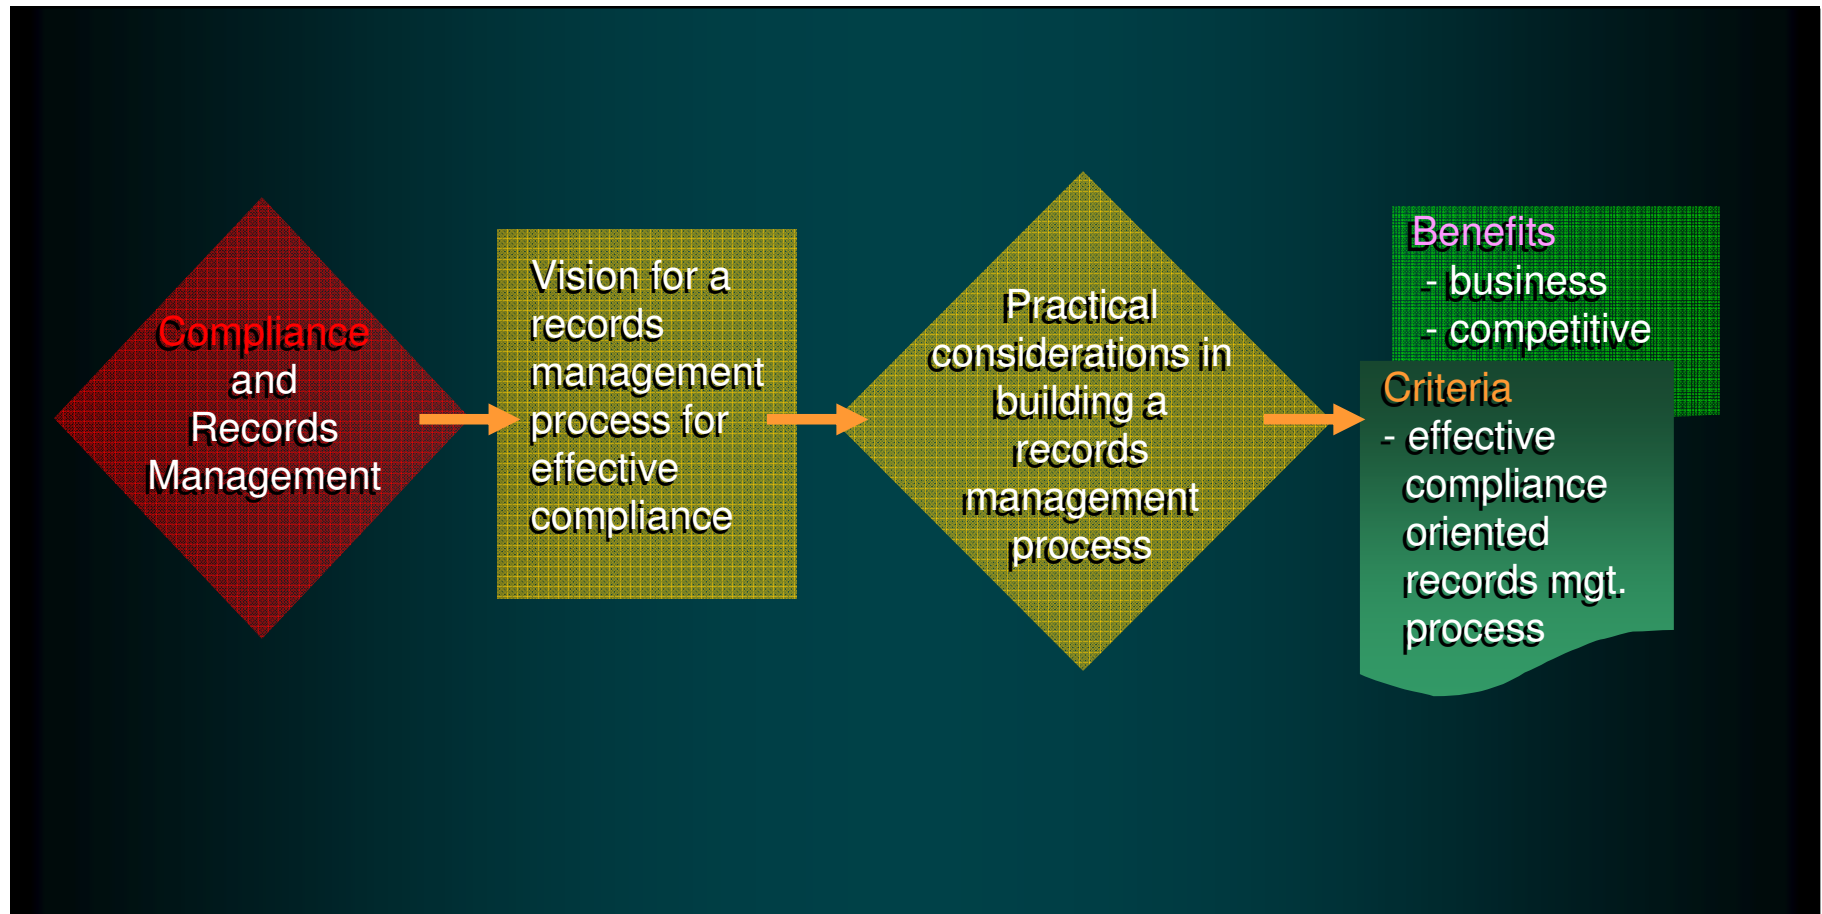 Compliance
and
Records
Management
Vision for a
records
management
process for
effective
compliance
Practical
considerations in
building a
records
management
process
Benefits
- business
- competitive
Criteria
- effective
compliance
oriented
records mgt.
process